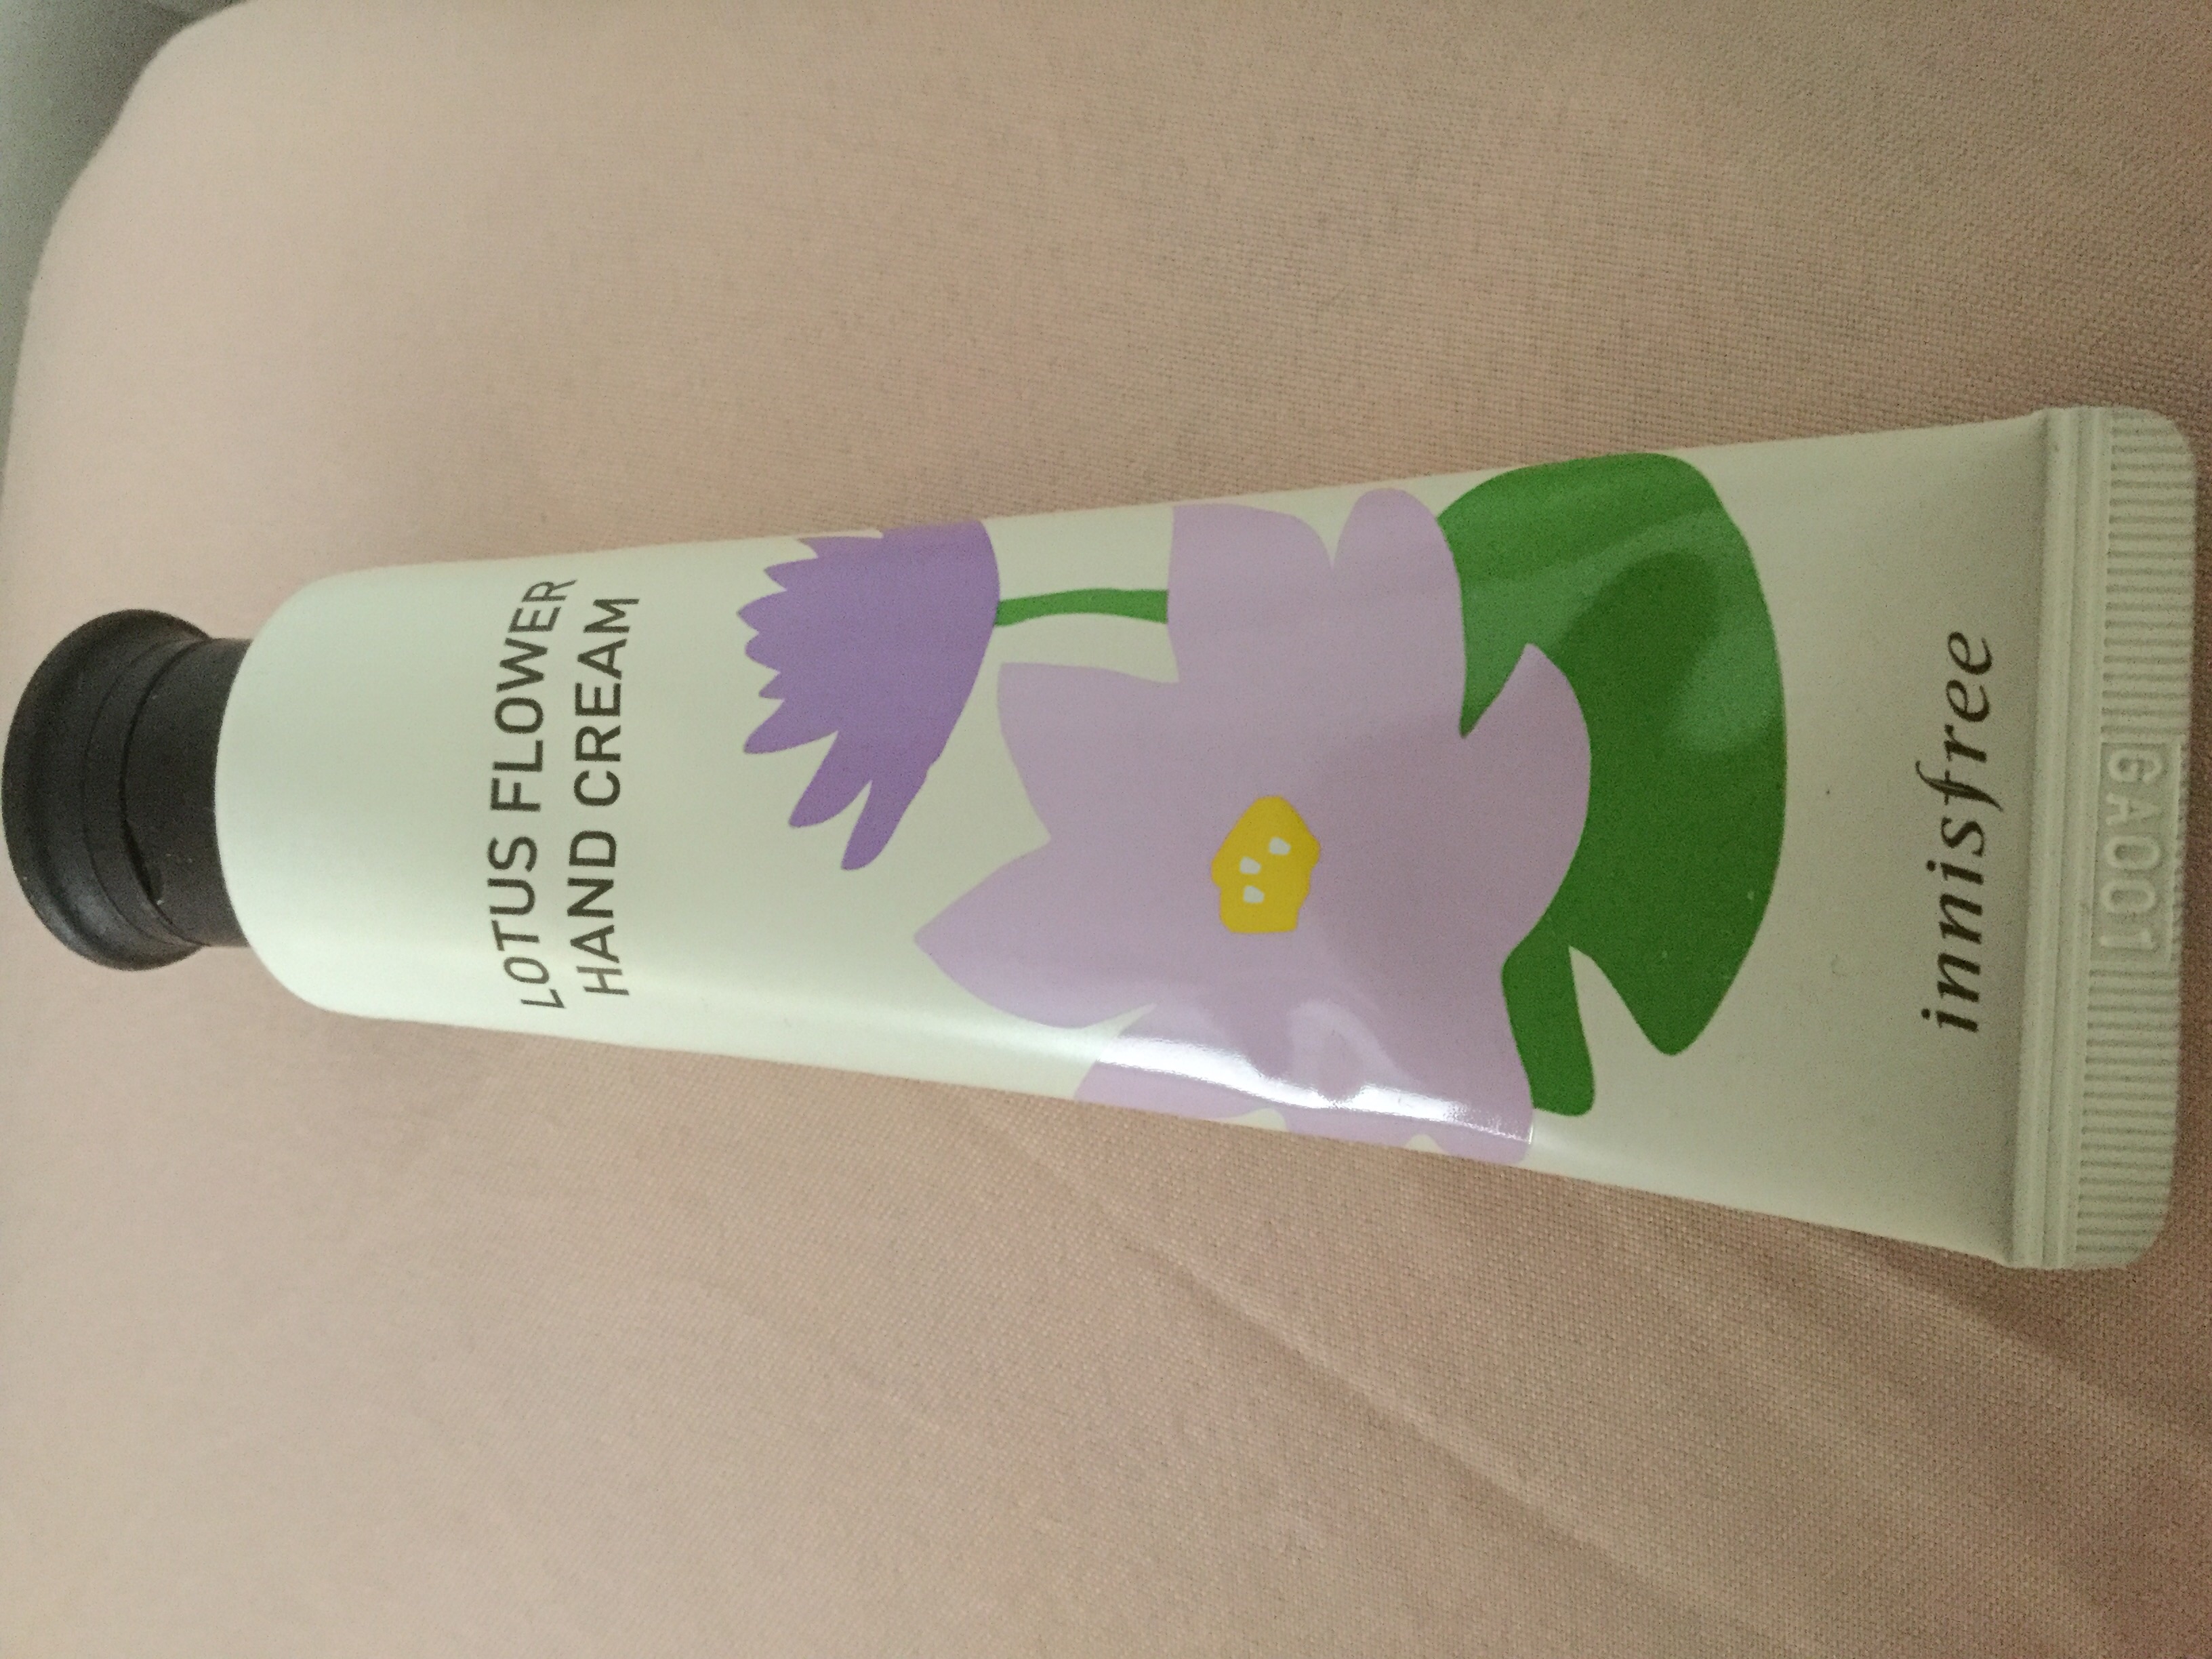 LOTUS FLOWER
HAND CREAM
innisfree
GA001